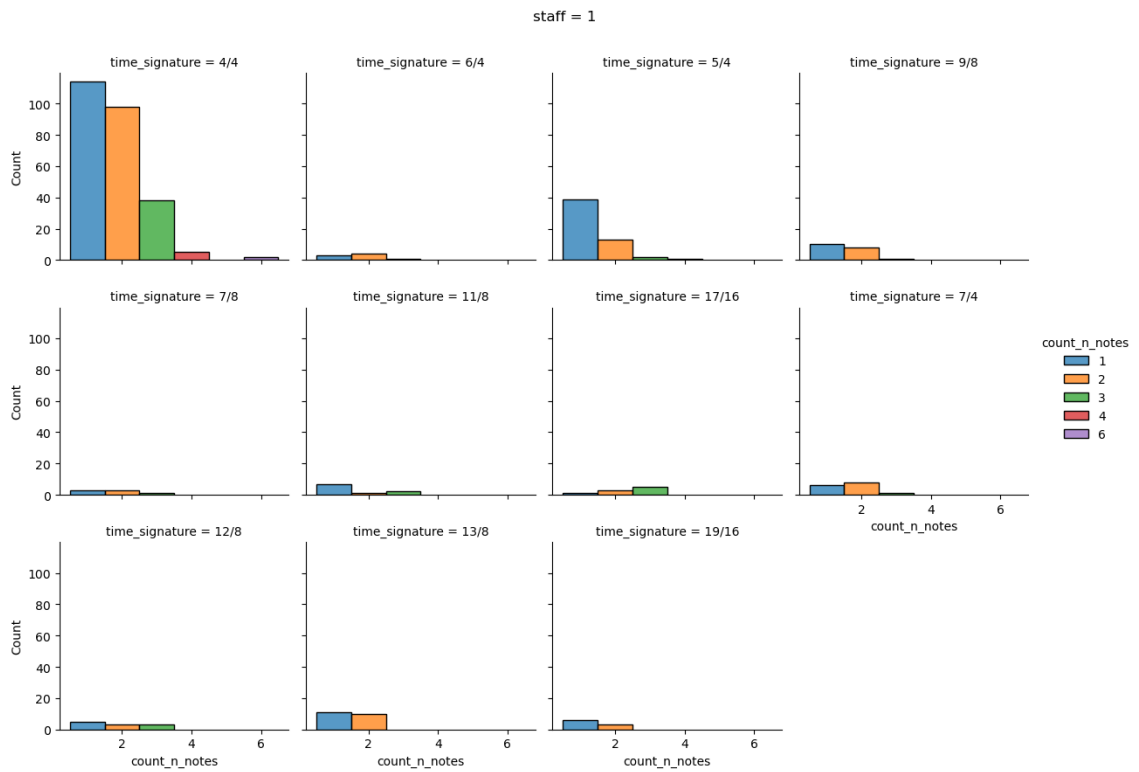 staff = 1
time_signature = 4/4
time_signature = 6/4
time_signature = 5/4
time_signature = 9/8
Count
100
80
60
40
20
0
time_signature = 7/8
time_signature = 11/8
time_signature = 17/16
time_signature = 7/4
Count
100
80
60
40
20
0
2 4 6
count_n_notes
count_n_notes
1
2
3
4
6
time_signature = 12/8
time_signature = 13/8
time_signature = 19/16
Count
100
80
60
40
20
0
2 4 6
2 4 6
2 4 6
count_n_notes
count_n_notes
count_n_notes